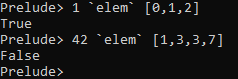 Prelude> 1 `elem` [0,1,2]
True
Prelude> 42 `elem` [1,3,3,7]
False
Prelude>